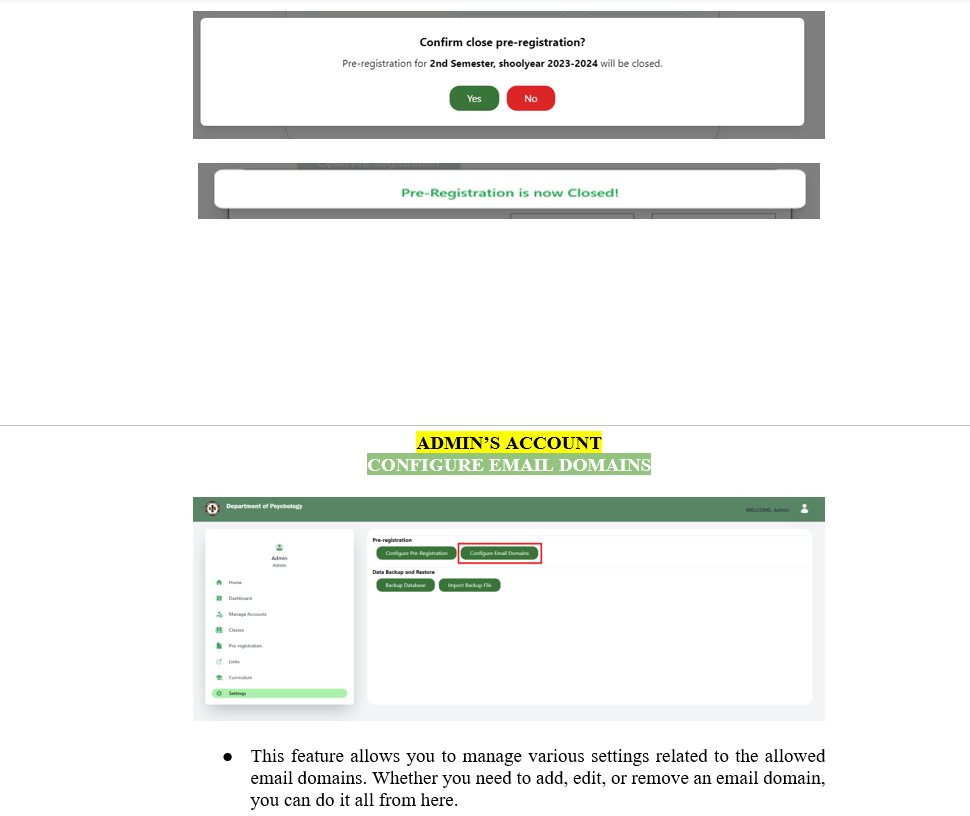 Confirm close pre-registration?
Pre-registration for 2nd Semester, shoolyear 2023-2024 will be closed.
Yes No
Open Pre-Registration
Pre-Registration is now Closed!
ADMIN'S ACCOUNT
CONFIGURE EMAIL DOMAINS
Department of Psychology
WELCOME, Admin
Admin
Admin
Home
Dashboard
Manage Accounts
Classes
Pre-registration
Links
Curriculum
Settings
Pre-registration
Configure Pre-Registration Configure Email Domains
Data Backup and Restore
Backup Database Import Backup File
● This feature allows you to manage various settings related to the allowed
email domains. Whether you need to add, edit, or remove an email domain,
you can do it all from here.